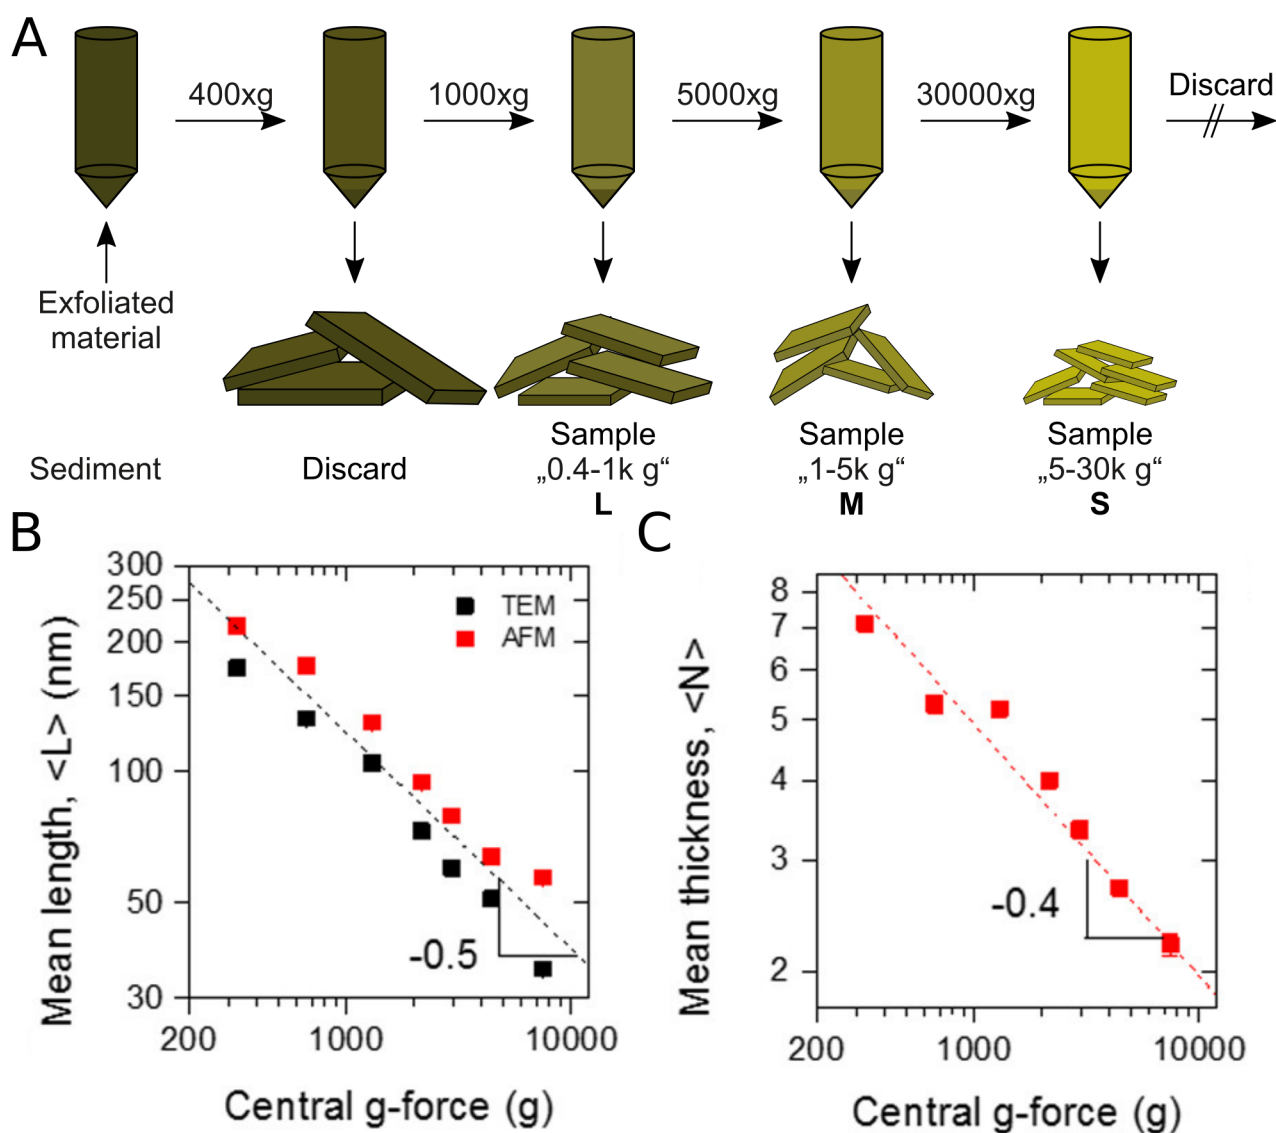 A
400xg
1000xg
5000xg
30000xg
Discard
Exfoliated
material
Sediment
Discard
Sample
„0.4-1k g“
L
Sample
„1-5k g“
M
Sample
„5-30k g“
S
B
Mean length, <L> (nm)
300
250
200
150
100
50
30
TEM
AFM
-0.5
200
1000
10000
Central g-force (g)
C
Mean thickness, <N>
8
7
6
5
4
3
2
-0.4
200
1000
10000
Central g-force (g)